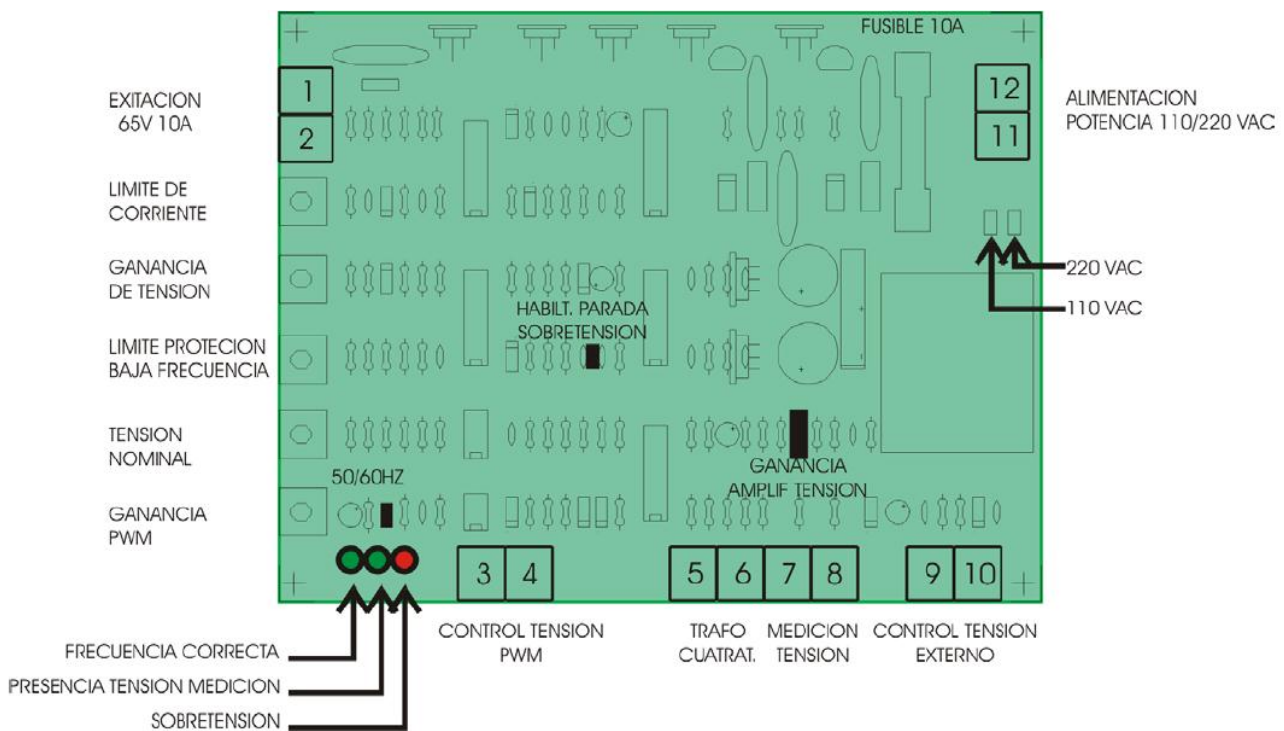 FUSIBLE 10A
1
2
EXITACION
65V 10A
12
11
ALIMENTACION
POTENCIA 110/220 VAC
LIMITE DE
CORRIENTE
GANANCIA
DE TENSION
220 VAC
110 VAC
HABILT. PARADA
SOBRETENSION
LIMITE PROTECION
BAJA FRECUENCIA
TENSION
NOMINAL
GANANCIA
AMPLIF TENSION
50/60HZ
GANANCIA
PWM
3 4
5 6 7 8
9 10
CONTROL TENSION
PWM
TRAFO
CUATRAT.
MEDICION
TENSION
CONTROL TENSION
EXTERNO
FRECUENCIA CORRECTA
PRESENCIA TENSION MEDICION
SOBRETENSION